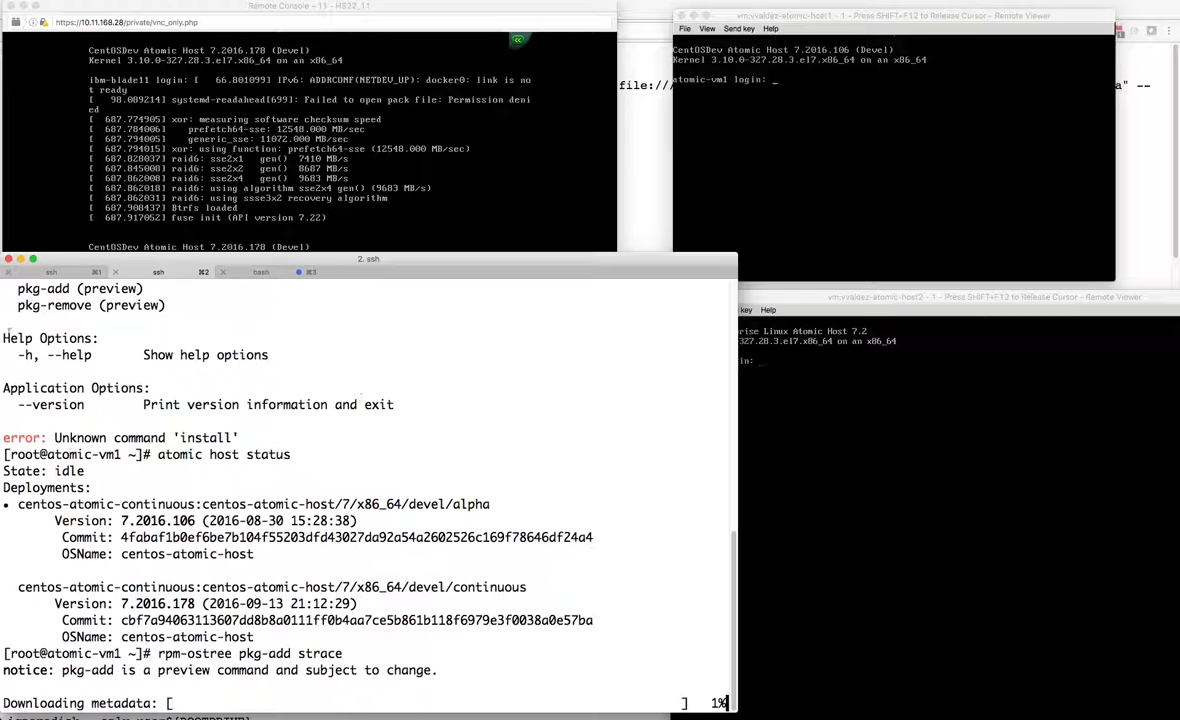 Remote Console – 11 - HS22_11
https://10.11.168.28/private/vnc_only.php
CentOSDev Atomic Host 7.2016.178 (Devel)
Kernel 3.10.0-327.28.3.el7.x86_64 on an x86_64
ibm-blade11 login: [   66.801099] IPv6: ADDRCONF(NETDEV_UP): docker0: link is no
t ready
[   98.089214] systemd-readahead[699]: Failed to open pack file: Permission deni
ed
[  687.774905] xor: measuring software checksum speed
[  687.784006]    prefetch64-sse: 12548.000 MB/sec
[  687.794015]    generic_sse: 11072.000 MB/sec
[  687.794015] xor: using function: prefetch64-sse (12548.000 MB/sec)
[  687.828037] raid6: sse2x1   gen()  7410 MB/s
[  687.845008] raid6: sse2x2   gen()  8687 MB/s
[  687.862008] raid6: sse2x4   gen()  9683 MB/s
[  687.862018] raid6: using algorithm sse2x4 gen() (9683 MB/s)
[  687.862031] raid6: using ssse3x2 recovery algorithm
[  687.908437] Btrfs loaded
[  687.917052] fuse init (API version 7.22)
CentOSDev Atomic Host 7.2016.178 (Devel)
vm:vvaldez-atomic-host1 - 1 - Press SHIFT+F12 to Release Cursor - Remote Viewer
File View Send key Help
CentOSDev Atomic Host 7.2016.106 (Devel)
Kernel 3.10.0-327.28.3.el7.x86_64 on an x86_64
atomic-vm1 login: _
file:///
" --
2. ssh
ssh ⌘1 ssh ⌘2 bash ⌘3
pkg-add (preview)
pkg-remove (preview)
Help Options:
-h, --help       Show help options
Application Options:
--version        Print version information and exit
error: Unknown command 'install'
[root@atomic-vm1 ~]# atomic host status
State: idle
Deployments:
• centos-atomic-continuous:centos-atomic-host/7/x86_64/devel/alpha
Version: 7.2016.106 (2016-08-30 15:28:38)
Commit: 4fabaf1b0ef6be7b104f55203dfd43027da92a54a2602526c169f78646df24a4
OSName: centos-atomic-host
centos-atomic-continuous:centos-atomic-host/7/x86_64/devel/continuous
Version: 7.2016.178 (2016-09-13 21:12:29)
Commit: cbf7a94063113607dd8b8a0111ff0b4aa7ce5b861b118f6979e3f0038a0e57ba
OSName: centos-atomic-host
[root@atomic-vm1 ~]# rpm-ostree pkg-add strace
notice: pkg-add is a preview command and subject to change.
Downloading metadata: [                    ]   1%
vm:vvaldez-atomic-host2 - 1 - Press SHIFT+F12 to Release Cursor - Remote Viewer
key Help
rise Linux Atomic Host 7.2
327.28.3.el7.x86_64 on an x86_64
in: _